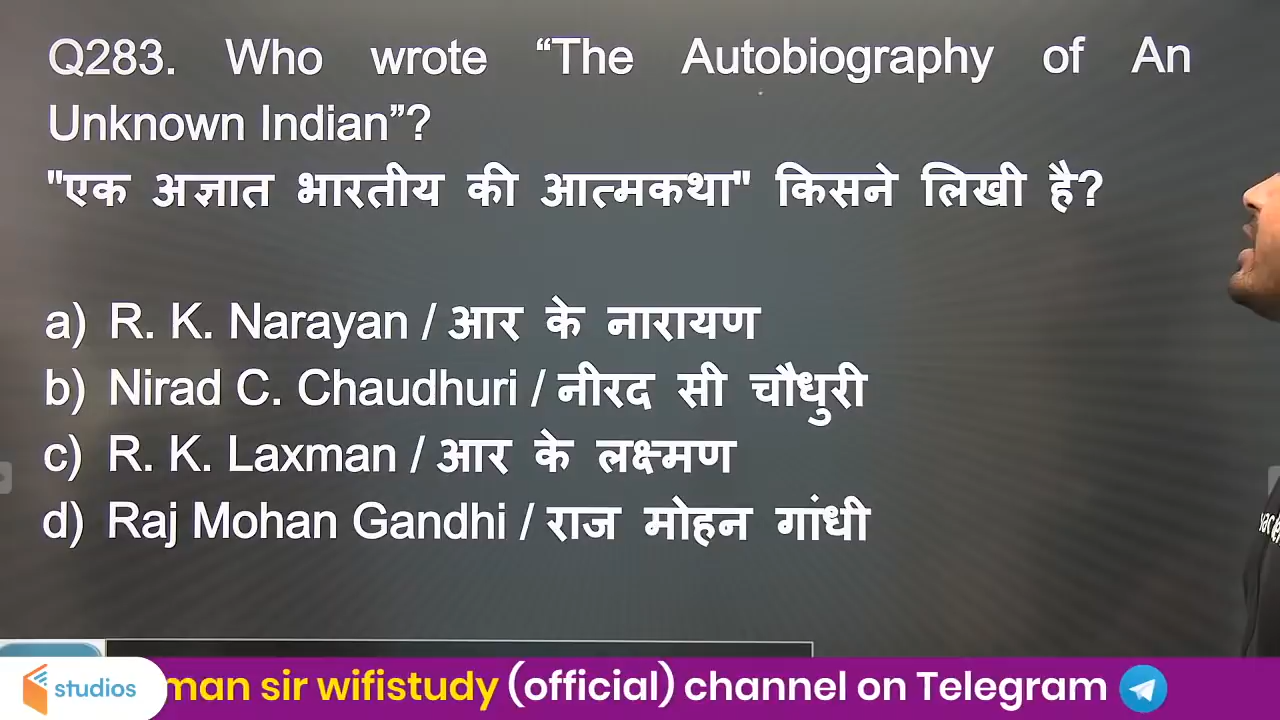 Q283. Who wrote “The Autobiography of An
Unknown Indian”?
"एक अज्ञात भारतीय की आत्मकथा" किसने लिखी है?
a) R. K. Narayan / आर के नारायण
b) Nirad C. Chaudhuri / नीरद सी चौधुरी
c) R. K. Laxman / आर के लक्ष्मण
d) Raj Mohan Gandhi / राज मोहन गांधी
studios
man sir wifistudy (official) channel on Telegram